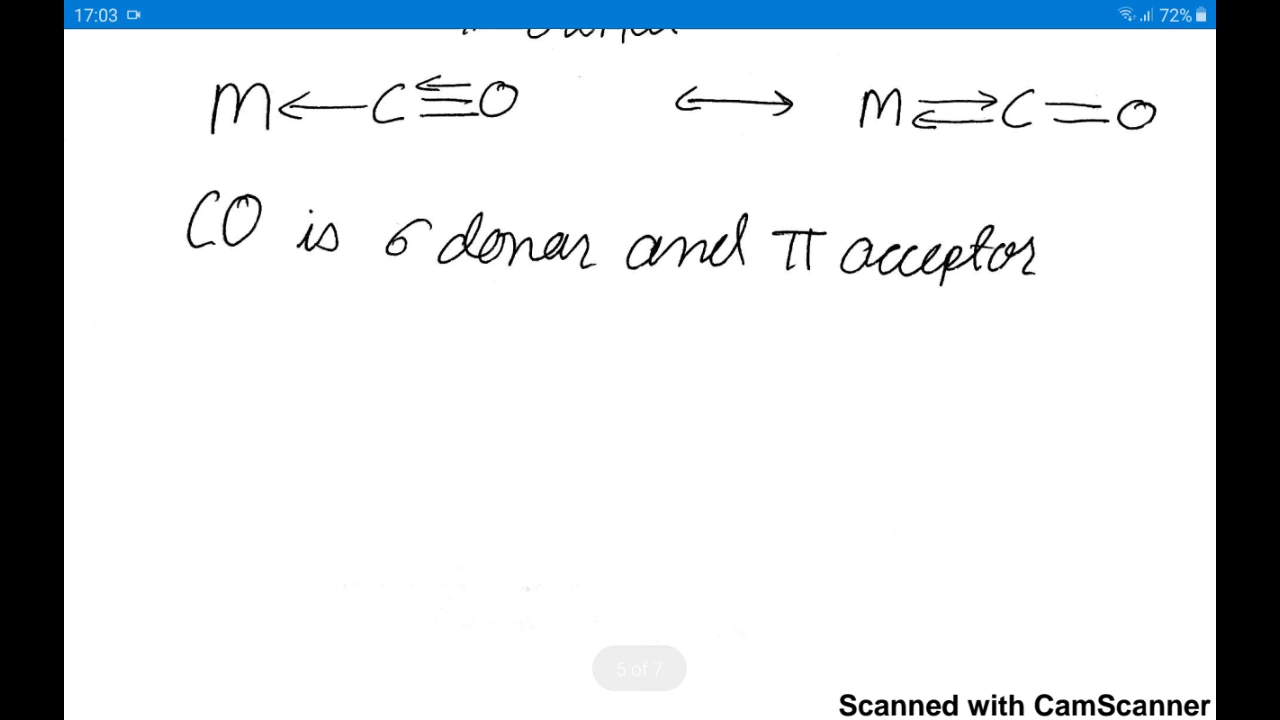 17:03 72%
M←C≡O ↔ M⇄C=O
CO is σ donar and π acceptor
5 of 7
Scanned with CamScanner